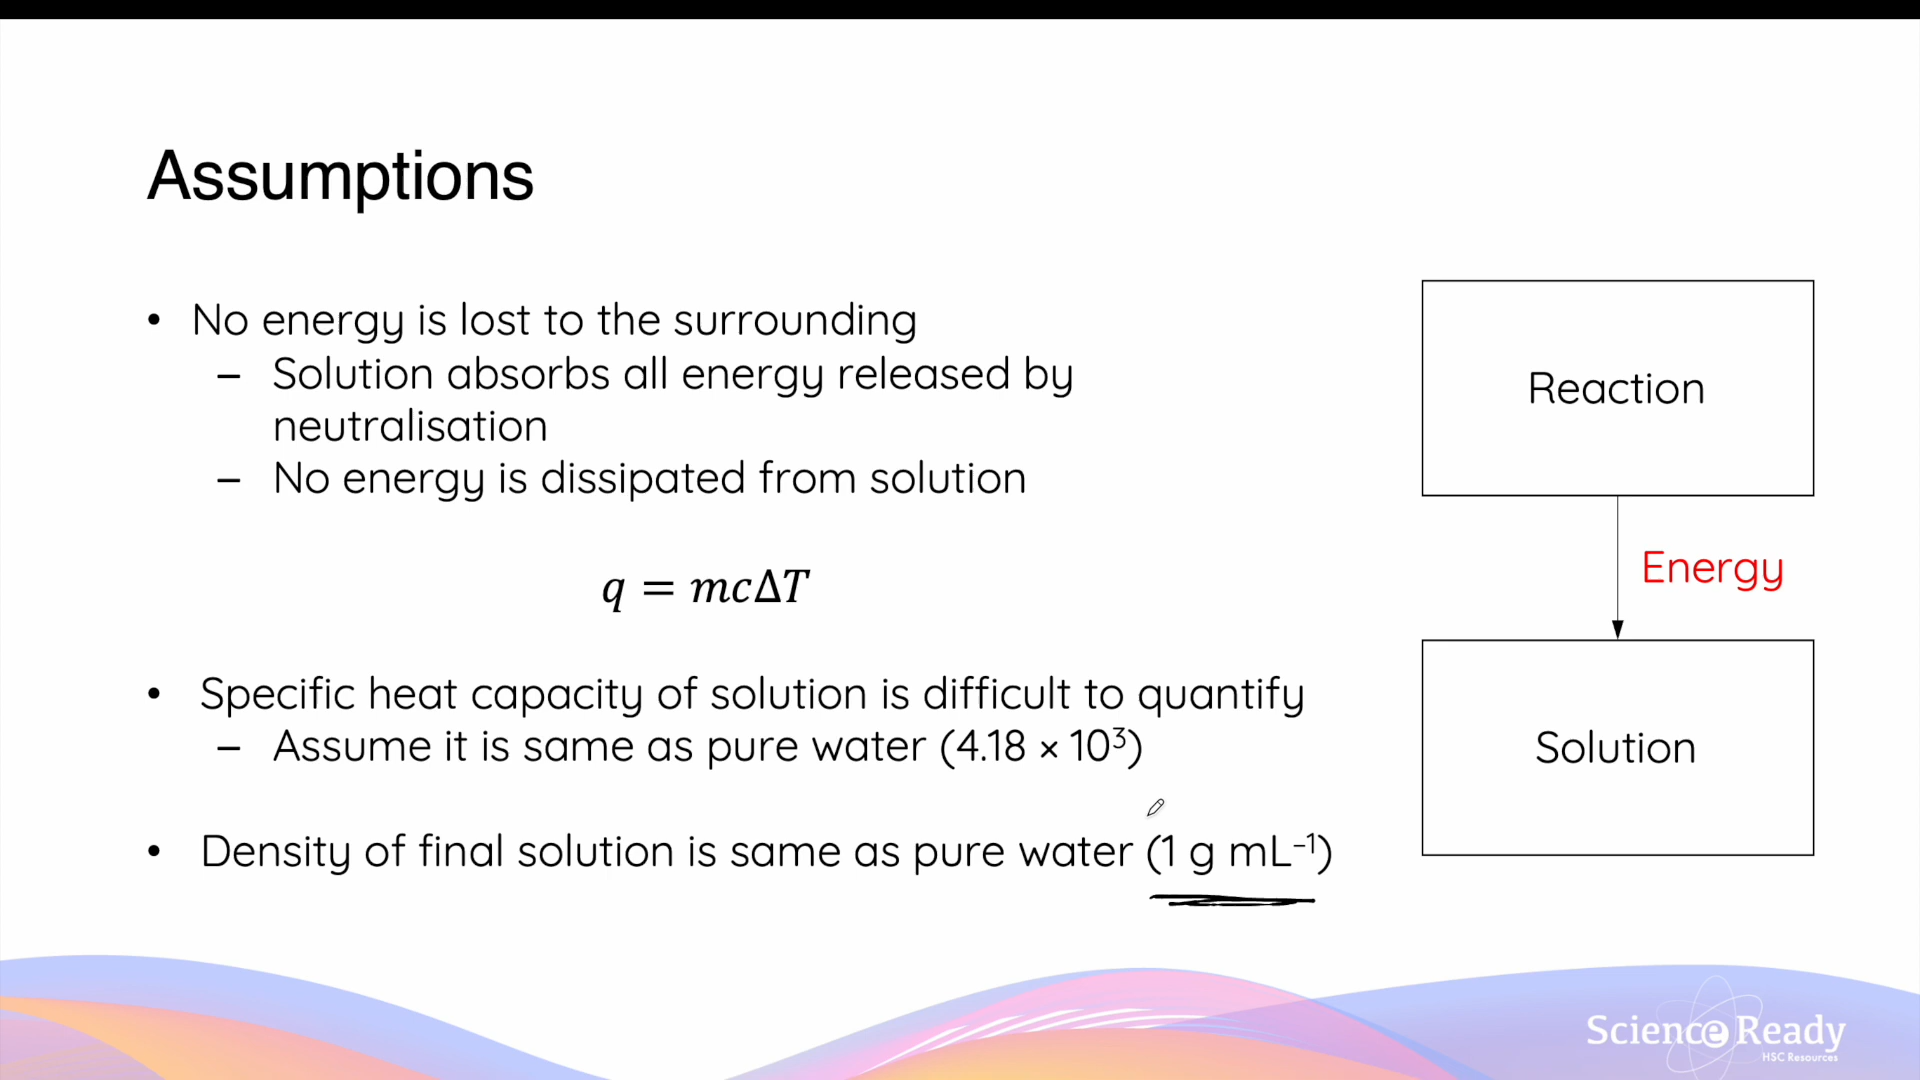 Assumptions
• No energy is lost to the surrounding
– Solution absorbs all energy released by
neutralisation
– No energy is dissipated from solution
q = mcΔT
• Specific heat capacity of solution is difficult to quantify
– Assume it is same as pure water (4.18 × 10³)
• Density of final solution is same as pure water (1 g mL⁻¹)
Reaction
Energy
Solution
Science Ready
HSC Resources